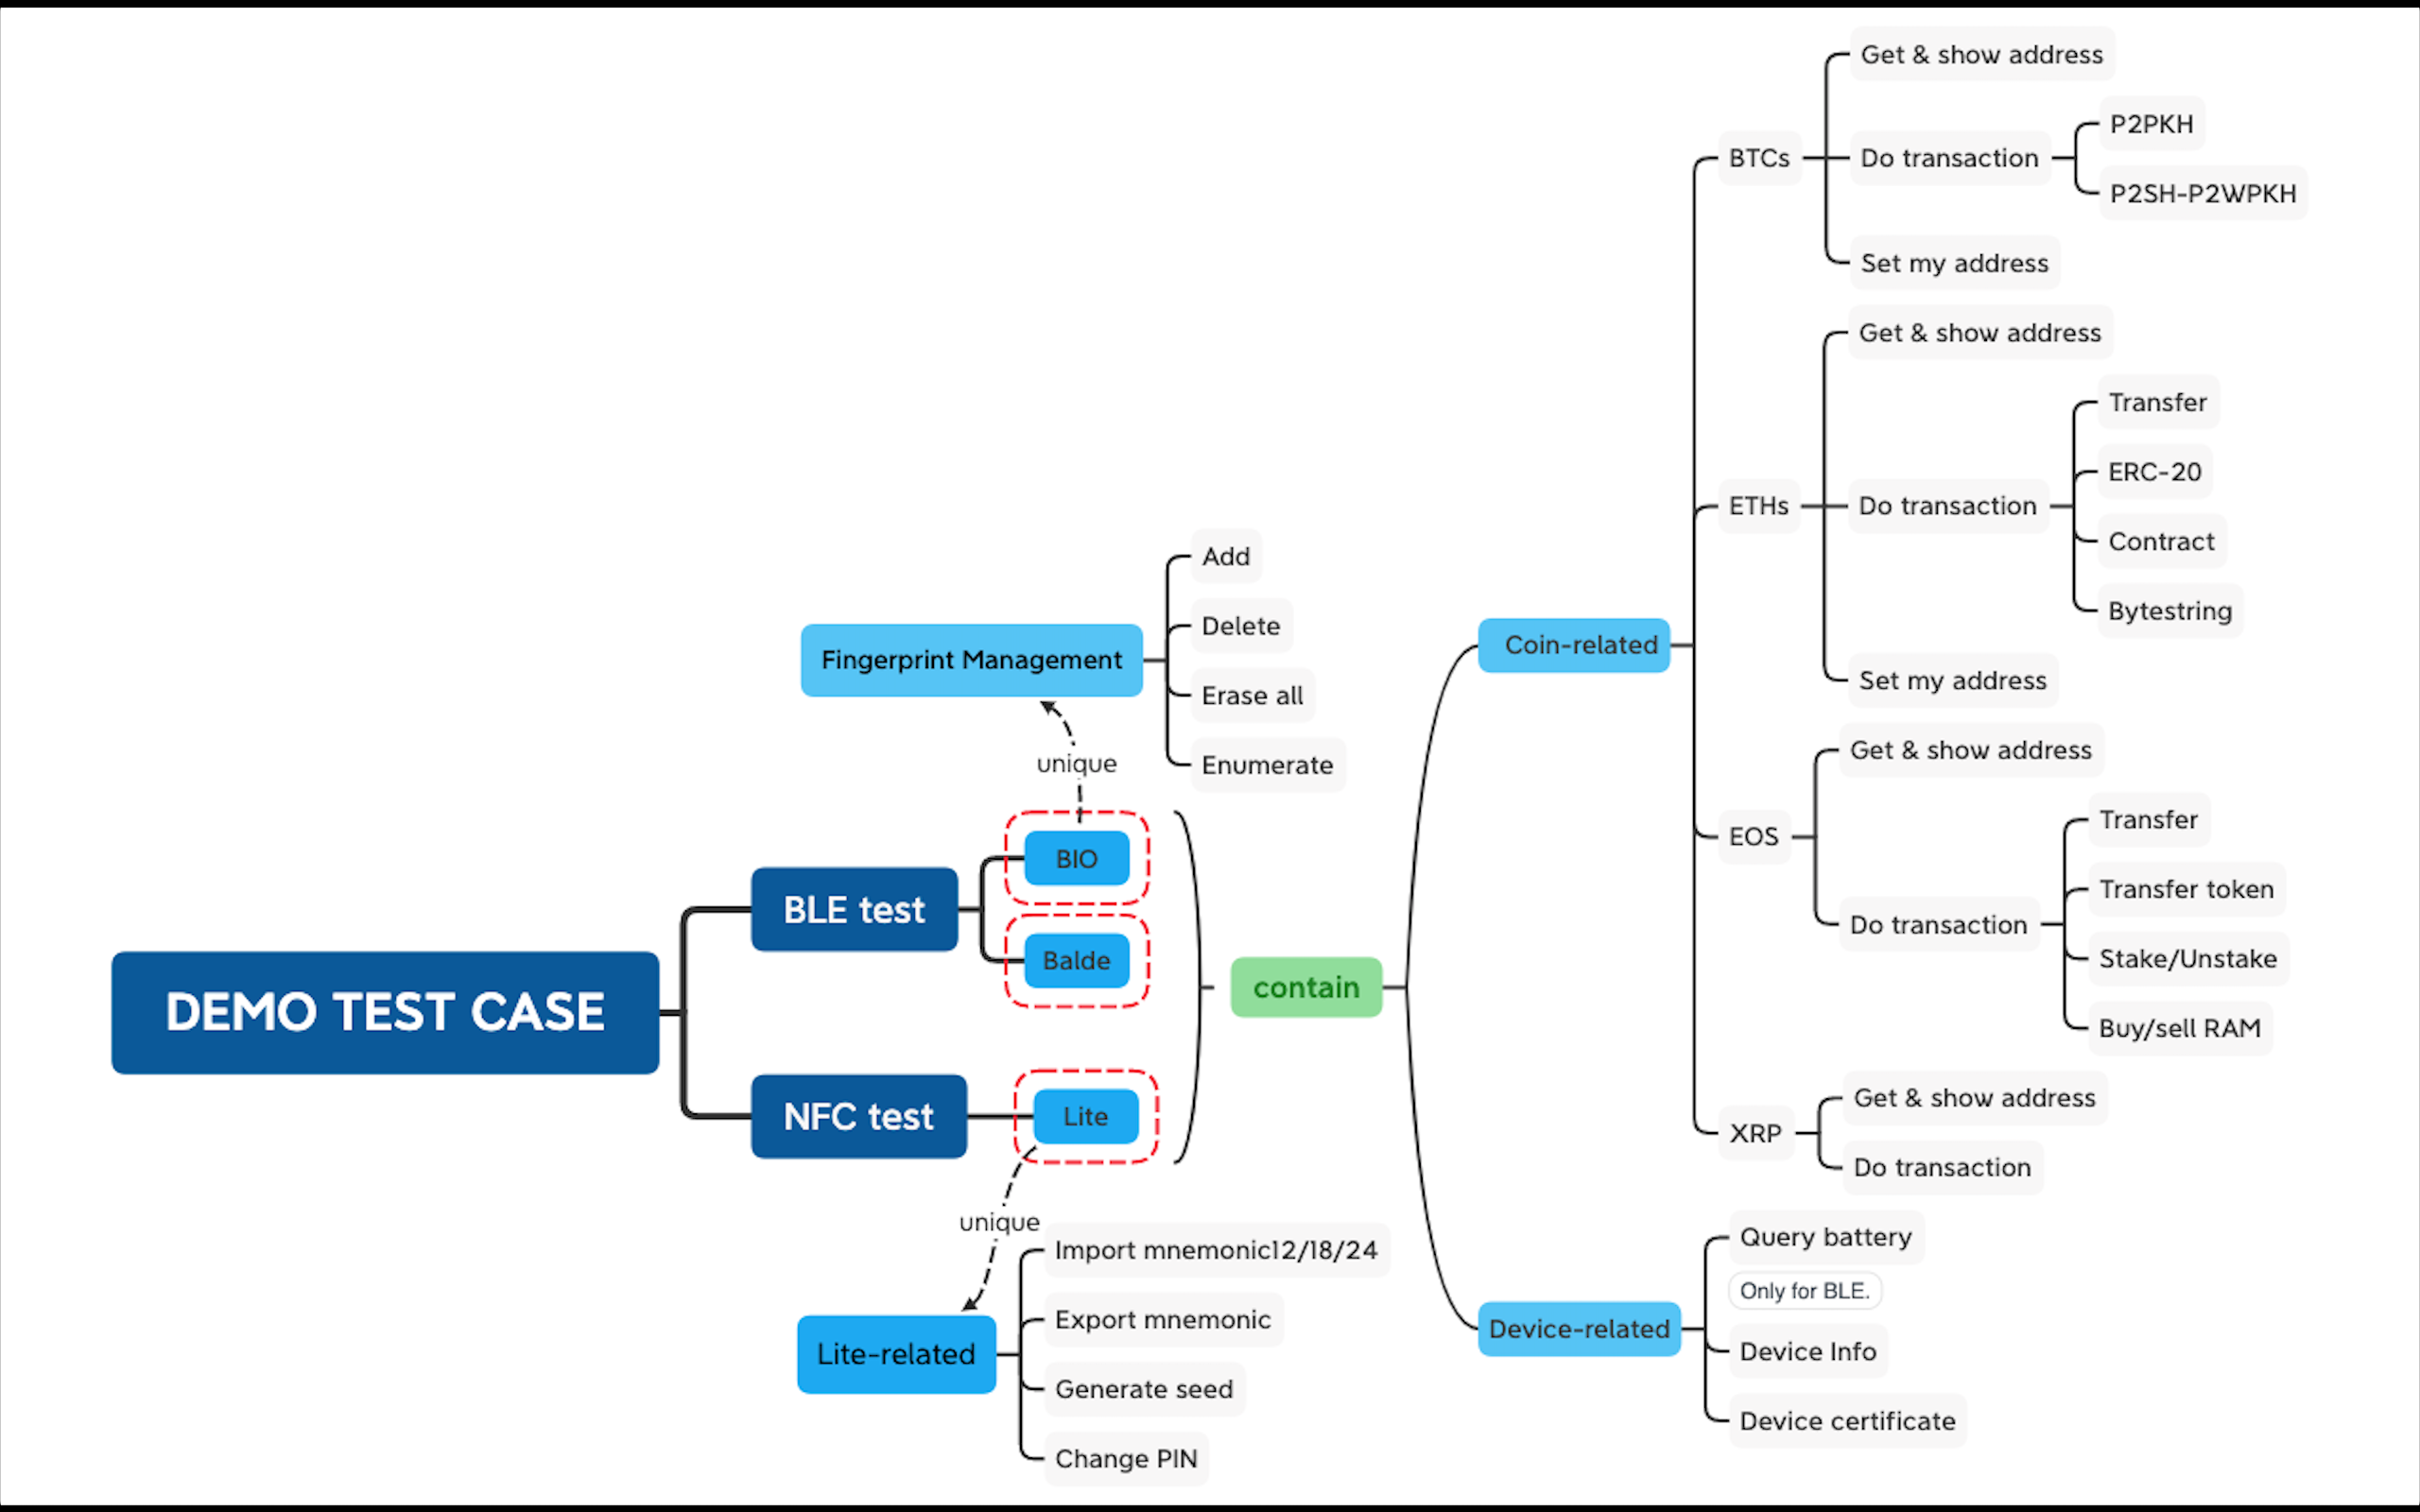 DEMO TEST CASE
BLE test
BIO
Balde
unique
Fingerprint Management
Add
Delete
Erase all
Enumerate
NFC test
Lite
unique
Lite-related
Import mnemonic12/18/24
Export mnemonic
Generate seed
Change PIN
contain
Coin-related
BTCs
Get & show address
Do transaction
P2PKH
P2SH-P2WPKH
Set my address
ETHs
Get & show address
Do transaction
Transfer
ERC-20
Contract
Bytestring
Set my address
EOS
Get & show address
Do transaction
Transfer
Transfer token
Stake/Unstake
Buy/sell RAM
XRP
Get & show address
Do transaction
Device-related
Query battery
Only for BLE.
Device Info
Device certificate